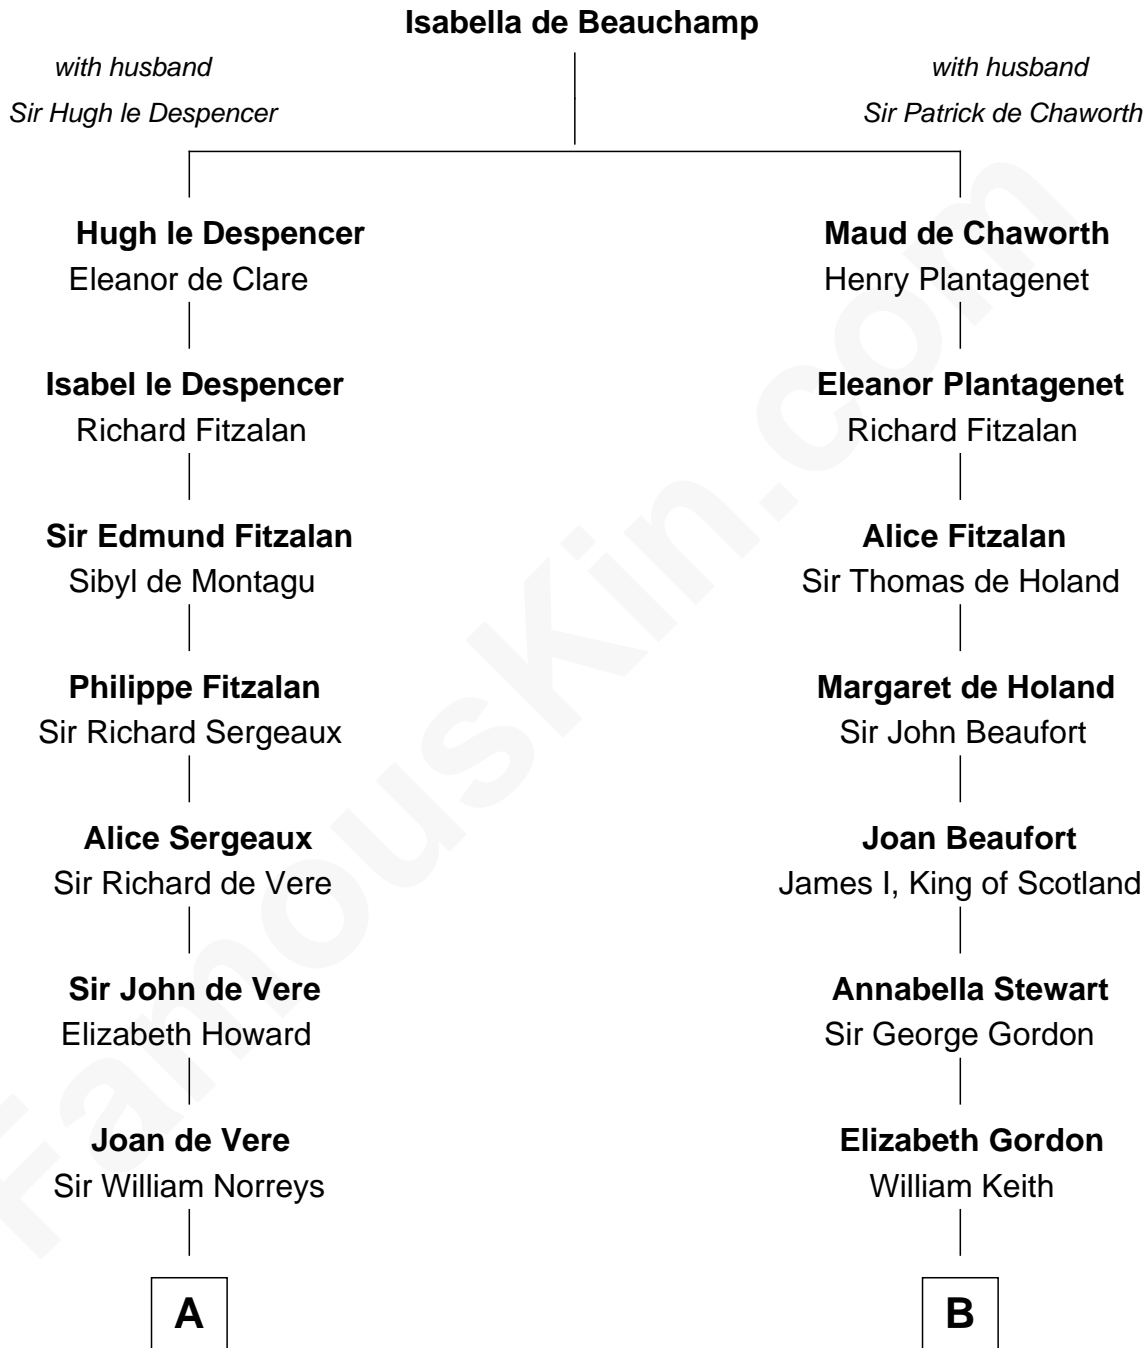 Isabella de Beauchamp
with husband
Sir Hugh le Despencer
with husband
Sir Patrick de Chaworth
Hugh le Despencer
Eleanor de Clare
Maud de Chaworth
Henry Plantagenet
Isabel le Despencer
Richard Fitzalan
Eleanor Plantagenet
Richard Fitzalan
Sir Edmund Fitzalan
Sibyl de Montagu
Alice Fitzalan
Sir Thomas de Holand
Philippe Fitzalan
Sir Richard Sergeaux
Margaret de Holand
Sir John Beaufort
Alice Sergeaux
Sir Richard de Vere
Joan Beaufort
James I, King of Scotland
Sir John de Vere
Elizabeth Howard
Annabella Stewart
Sir George Gordon
Joan de Vere
Sir William Norreys
Elizabeth Gordon
William Keith
A
B
FamousKin.com